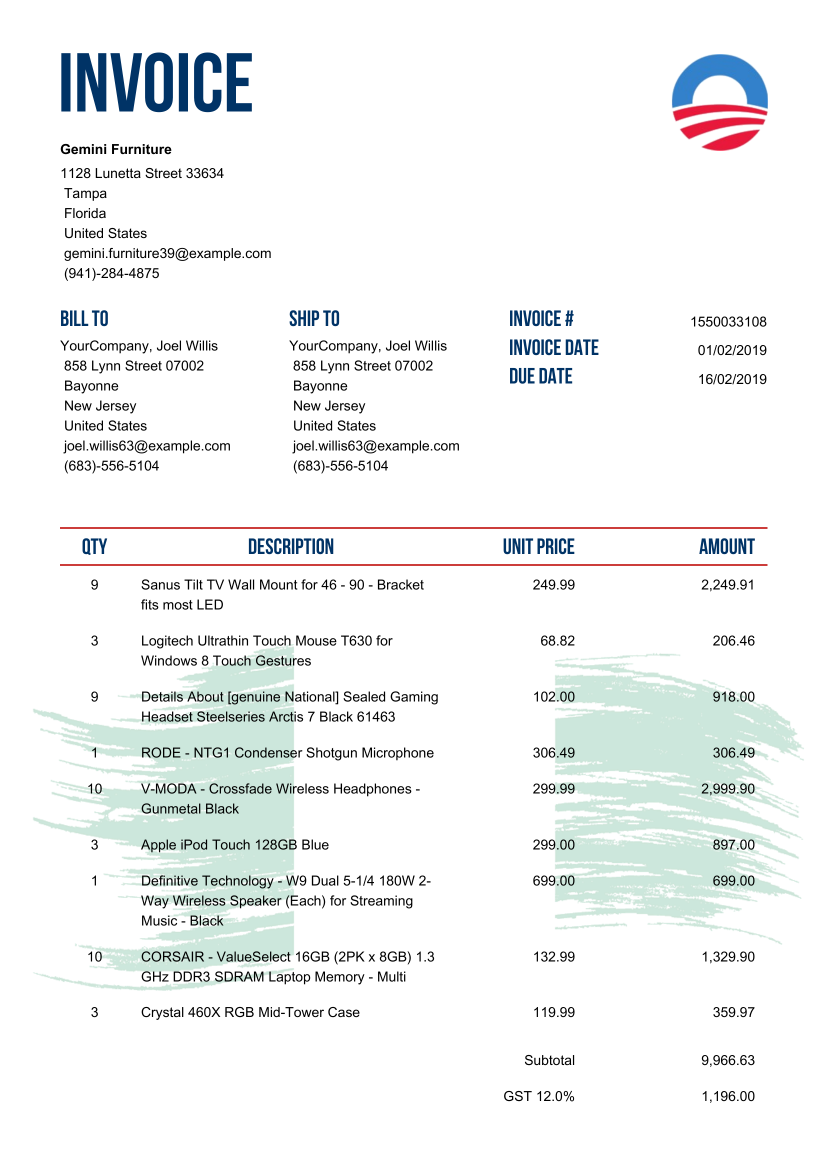 INVOICE
Gemini Furniture
1128 Lunetta Street 33634
Tampa
Florida
United States
gemini.furniture39@example.com
(941)-284-4875
BILL TO
YourCompany, Joel Willis
858 Lynn Street 07002
Bayonne
New Jersey
United States
joel.willis63@example.com
(683)-556-5104
SHIP TO
YourCompany, Joel Willis
858 Lynn Street 07002
Bayonne
New Jersey
United States
joel.willis63@example.com
(683)-556-5104
INVOICE # 1550033108
INVOICE DATE 01/02/2019
DUE DATE 16/02/2019
QTY DESCRIPTION UNIT PRICE AMOUNT
9 Sanus Tilt TV Wall Mount for 46 - 90 - Bracket 249.99 2,249.91
fits most LED
3 Logitech Ultrathin Touch Mouse T630 for 68.82 206.46
Windows 8 Touch Gestures
9 Details About [genuine National] Sealed Gaming 102.00 918.00
Headset Steelseries Arctis 7 Black 61463
1 RODE - NTG1 Condenser Shotgun Microphone 306.49 306.49
10 V-MODA - Crossfade Wireless Headphones - 299.99 2,999.90
Gunmetal Black
3 Apple iPod Touch 128GB Blue 299.00 897.00
1 Definitive Technology - W9 Dual 5-1/4 180W 2- 699.00 699.00
Way Wireless Speaker (Each) for Streaming
Music - Black
10 CORSAIR - ValueSelect 16GB (2PK x 8GB) 1.3 132.99 1,329.90
GHz DDR3 SDRAM Laptop Memory - Multi
3 Crystal 460X RGB Mid-Tower Case 119.99 359.97
Subtotal 9,966.63
GST 12.0% 1,196.00